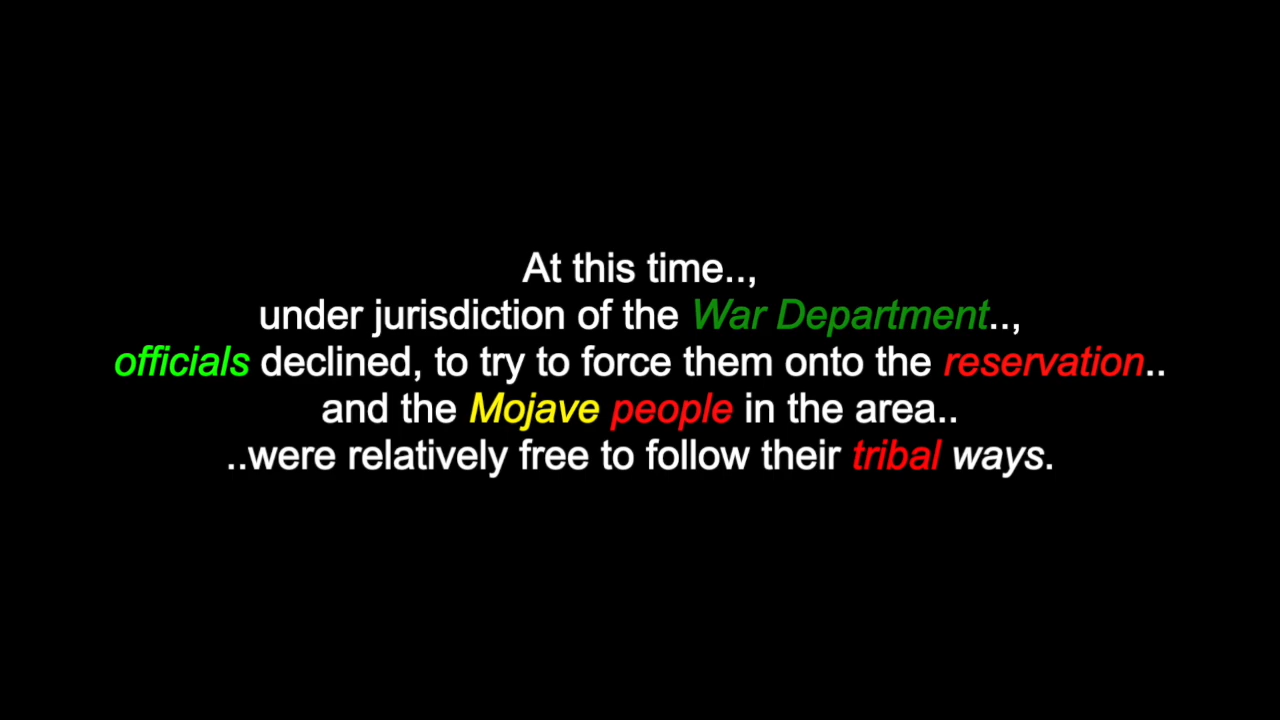 At this time..,
under jurisdiction of the War Department..,
officials declined, to try to force them onto the reservation..
and the Mojave people in the area..
..were relatively free to follow their tribal ways.